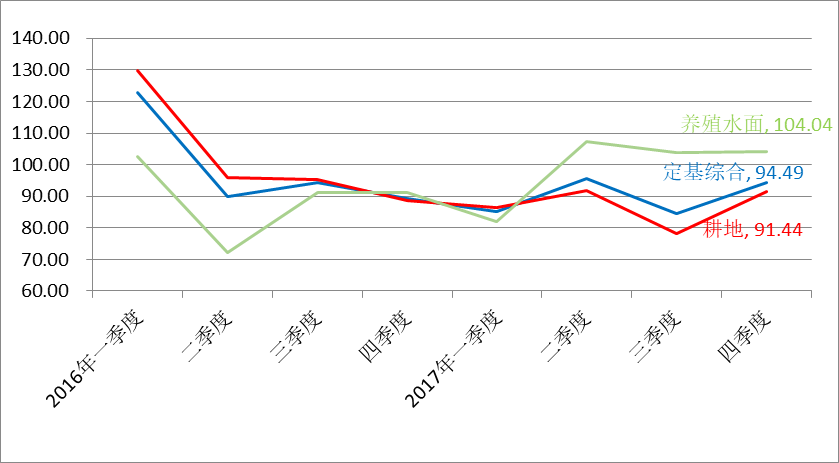 140.00
130.00
120.00
110.00
100.00
90.00
80.00
70.00
60.00
养殖水面, 104.04
定基综合, 94.49
耕地, 91.44
2016年一季度
二季度
三季度
四季度
2017年一季度
二季度
三季度
四季度